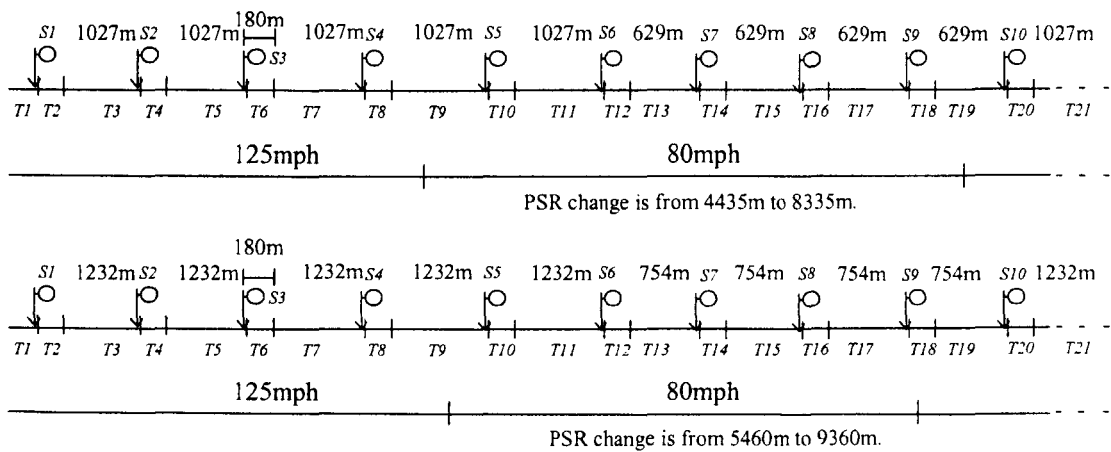 180m
S1 1027m S2 1027m S3 1027m S4 1027m S5 1027m S6 629m S7 629m S8 629m S9 629m S10 1027m
T1 T2 T3 T4 T5 T6 T7 T8 T9 T10 T11 T12 T13 T14 T15 T16 T17 T18 T19 T20 T21
125mph 80mph
PSR change is from 4435m to 8335m.
180m
S1 1232m S2 1232m S3 1232m S4 1232m S5 1232m S6 754m S7 754m S8 754m S9 754m S10 1232m
T1 T2 T3 T4 T5 T6 T7 T8 T9 T10 T11 T12 T13 T14 T15 T16 T17 T18 T19 T20 T21
125mph 80mph
PSR change is from 5460m to 9360m.